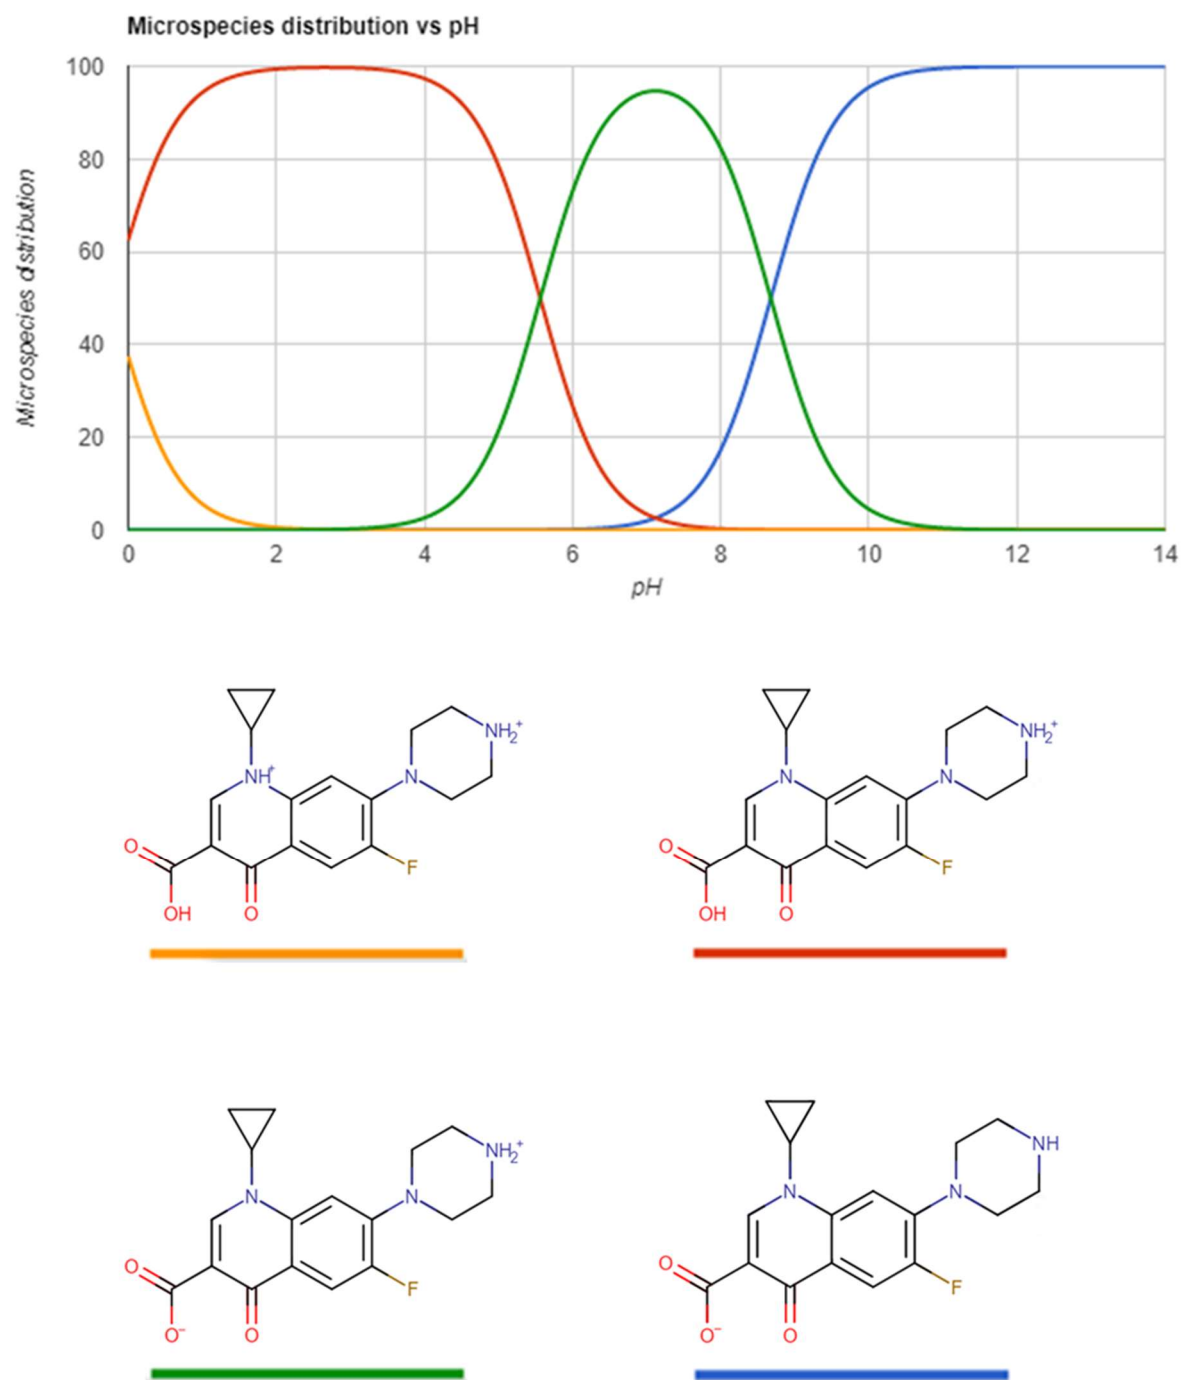 Microspecies distribution vs pH
Microspecies distribution
100
80
60
40
20
0
0 2 4 6 8 10 12 14
pH
NH2+
NH+
N
O
F
OH
O
NH2+
N
N
O
F
OH
O
NH2+
N
N
O
F
O-
O
NH
N
N
O
F
O-
O